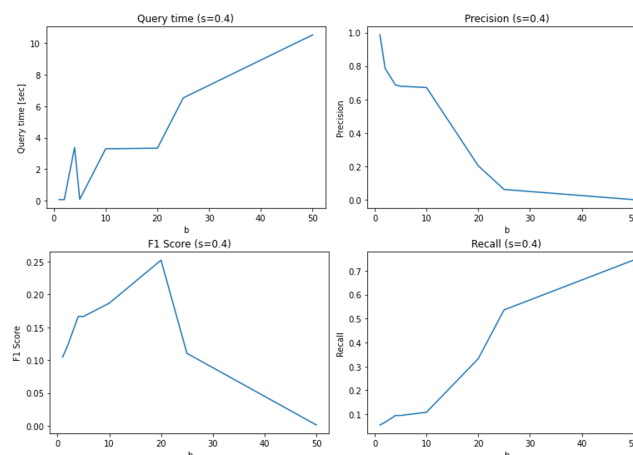 Query time (s=0.4)
Query time [sec]
10
8
6
4
2
0
0 10 20 30 40 50
b
Precision (s=0.4)
Precision
1.0
0.8
0.6
0.4
0.2
0.0
0 10 20 30 40
b
F1 Score (s=0.4)
F1 Score
0.25
0.20
0.15
0.10
0.05
0.00
0 10 20 30 40 50
Recall (s=0.4)
Recall
0.7
0.6
0.5
0.4
0.3
0.2
0.1
0 10 20 30 40